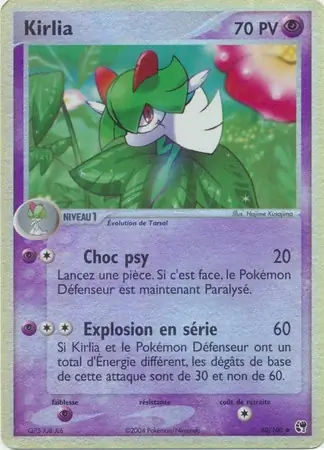 Kirlia
70 PV
Illus. Hajime Kusajima
NIVEAU 1
Évolution de Tarsal
Choc psy 20
Lancez une pièce. Si c'est face, le Pokémon
Défenseur est maintenant Paralysé.
Explosion en série 60
Si Kirlia et le Pokémon Défenseur ont un
total d'Énergie différent, les dégâts de base
de cette attaque sont de 30 et non de 60.
faiblesse résistance coût de retraite
©2004 Pokémon/Nintendo